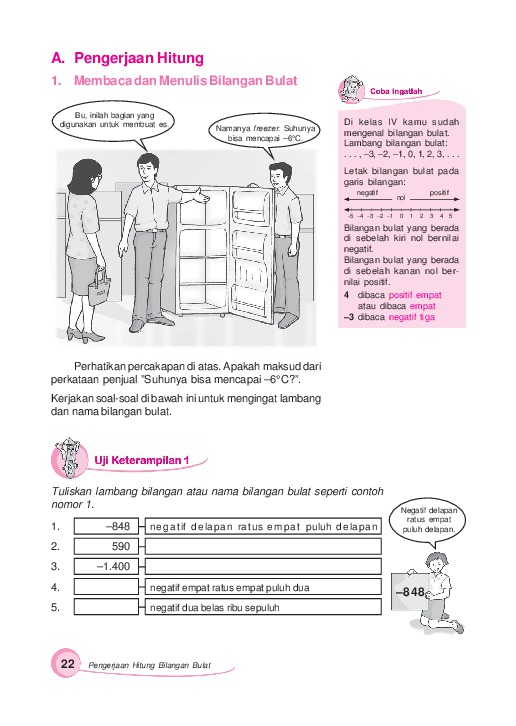 A. Pengerjaan Hitung
1. Membaca dan Menulis Bilangan Bulat
Bu, inilah bagian yang
digunakan untuk membuat es.
Namanya freezer. Suhunya
bisa mencapai –6°C.
Coba Ingatlah
Di kelas IV kamu sudah
mengenal bilangan bulat.
Lambang bilangan bulat:
. . . , –3, –2, –1, 0, 1, 2, 3, . . .
Letak bilangan bulat pada
garis bilangan:
negatif nol positif
-5 -4 -3 -2 -1 0 1 2 3 4 5
Bilangan bulat yang berada
di sebelah kiri nol bernilai
negatif.
Bilangan bulat yang berada
di sebelah kanan nol ber-
nilai positif.
4 dibaca positif empat
atau dibaca empat
–3 dibaca negatif tiga
Perhatikan percakapan di atas. Apakah maksud dari
perkataan penjual ”Suhunya bisa mencapai –6°C?”.
Kerjakan soal-soal di bawah ini untuk mengingat lambang
dan nama bilangan bulat.
Uji Keterampilan 1
Tuliskan lambang bilangan atau nama bilangan bulat seperti contoh
nomor 1.
1. –848 negatif delapan ratus empat puluh delapan
2. 590
3. –1.400
4. negatif empat ratus empat puluh dua
5. negatif dua belas ribu sepuluh
Negatif delapan
ratus empat
puluh delapan.
–848
22 Pengerjaan Hitung Bilangan Bulat